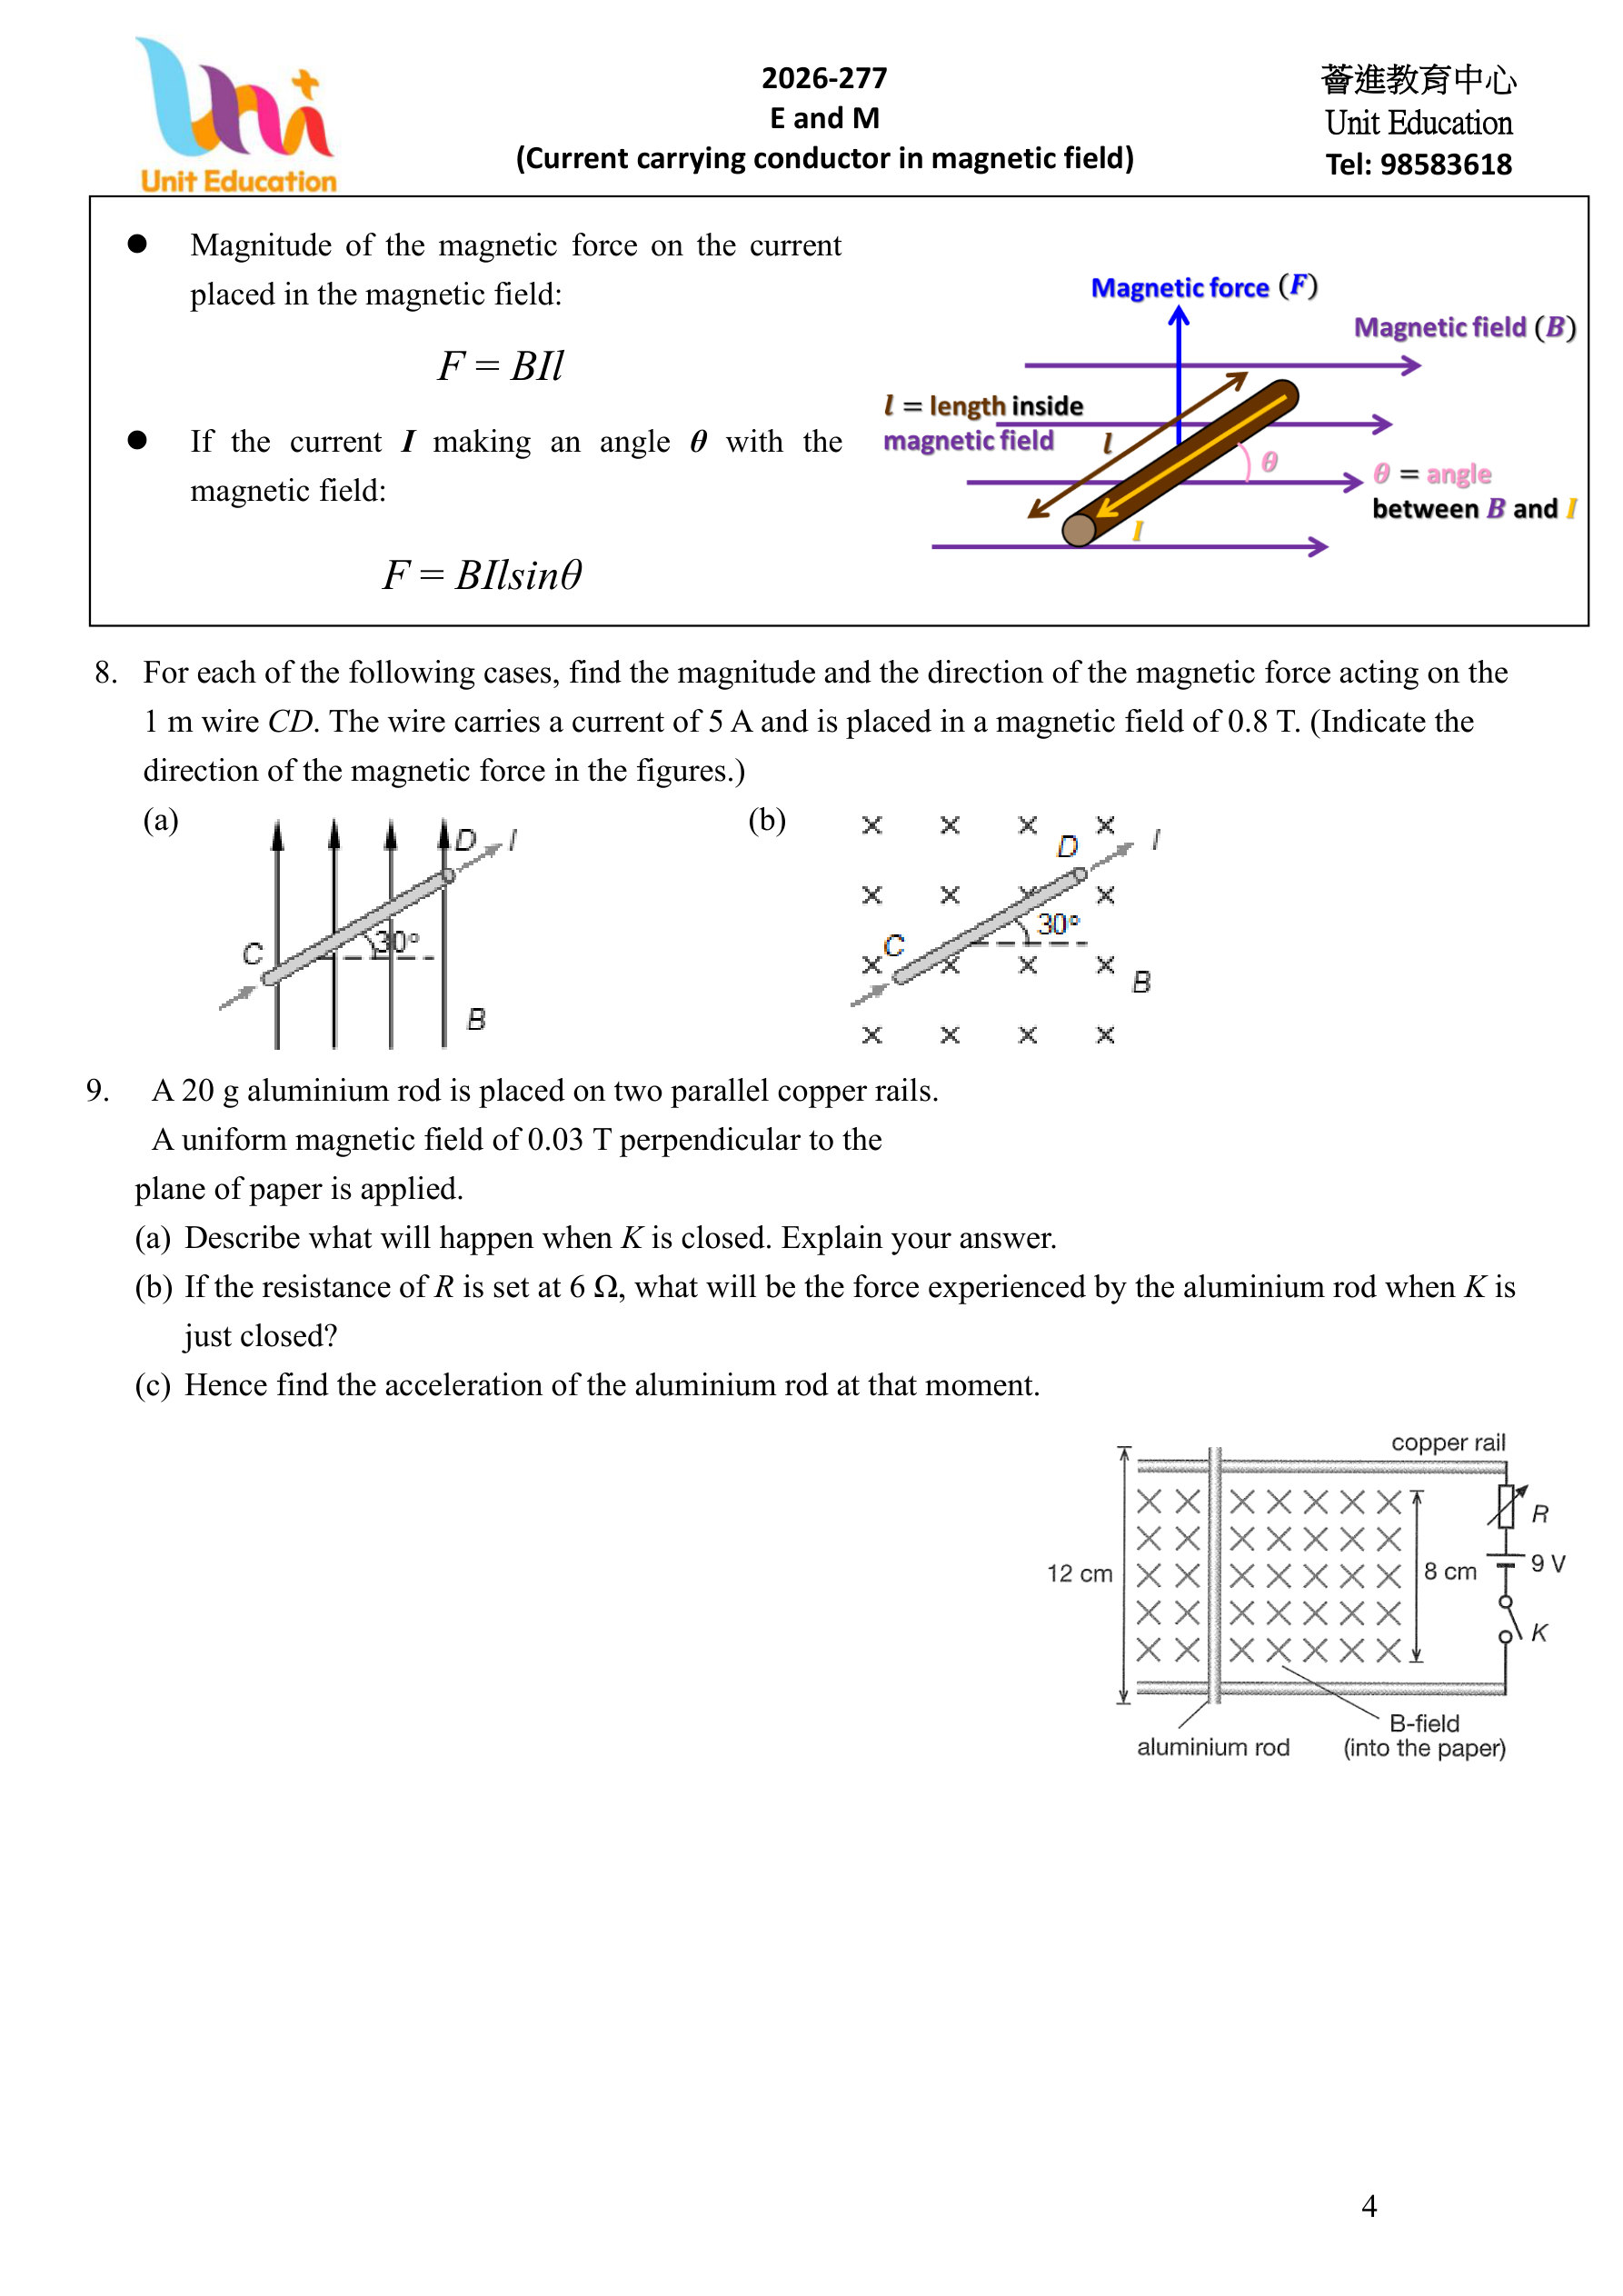 Unit Education
2026-277
E and M
(Current carrying conductor in magnetic field)
薈進教育中心
Unit Education
Tel: 98583618
● Magnitude of the magnetic force on the current
placed in the magnetic field:
F = BIl
● If the current I making an angle θ with the
magnetic field:
F = BIlsinθ
Magnetic force (F)
Magnetic field (B)
l = length inside
magnetic field
l
θ
θ = angle
between B and I
I
8. For each of the following cases, find the magnitude and the direction of the magnetic force acting on the
1 m wire CD. The wire carries a current of 5 A and is placed in a magnetic field of 0.8 T. (Indicate the
direction of the magnetic force in the figures.)
(a)
D
I
C
30°
B
(b)
D
I
C
30°
B
9. A 20 g aluminium rod is placed on two parallel copper rails.
A uniform magnetic field of 0.03 T perpendicular to the
plane of paper is applied.
(a) Describe what will happen when K is closed. Explain your answer.
(b) If the resistance of R is set at 6 Ω, what will be the force experienced by the aluminium rod when K is
just closed?
(c) Hence find the acceleration of the aluminium rod at that moment.
copper rail
R
12 cm
8 cm
9 V
K
B-field
(into the paper)
aluminium rod
4